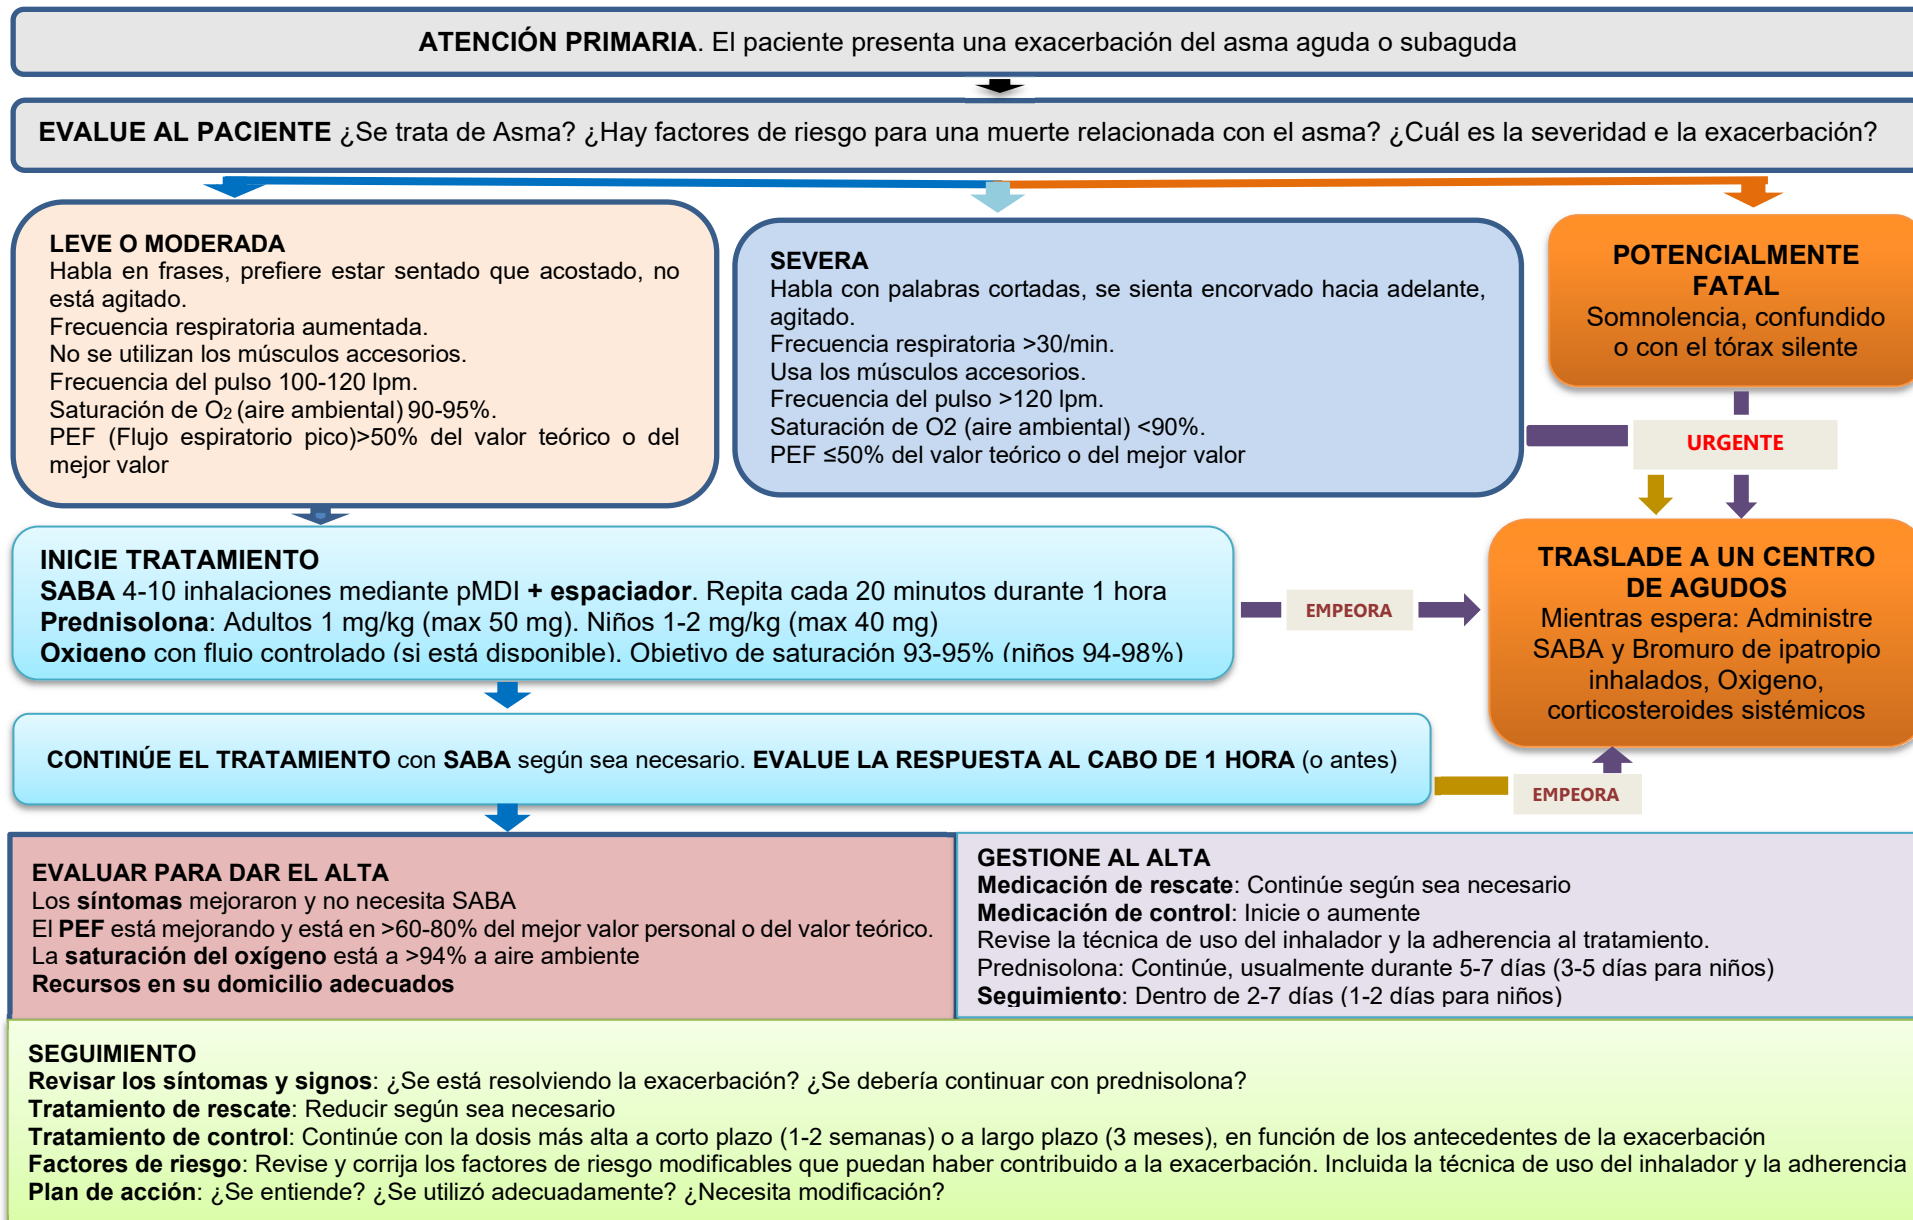 ATENCIÓN PRIMARIA. El paciente presenta una exacerbación del asma aguda o subaguda
EVALUE AL PACIENTE ¿Se trata de Asma? ¿Hay factores de riesgo para una muerte relacionada con el asma? ¿Cuál es la severidad e la exacerbación?
LEVE O MODERADA
Habla en frases, prefiere estar sentado que acostado, no
está agitado.
Frecuencia respiratoria aumentada.
No se utilizan los músculos accesorios.
Frecuencia del pulso 100-120 lpm.
Saturación de O2 (aire ambiental) 90-95%.
PEF (Flujo espiratorio pico)>50% del valor teórico o del
mejor valor
SEVERA
Habla con palabras cortadas, se sienta encorvado hacia adelante,
agitado.
Frecuencia respiratoria >30/min.
Usa los músculos accesorios.
Frecuencia del pulso >120 lpm.
Saturación de O2 (aire ambiental) <90%.
PEF ≤50% del valor teórico o del mejor valor
POTENCIALMENTE
FATAL
Somnolencia, confundido
o con el tórax silente
URGENTE
INICIE TRATAMIENTO
SABA 4-10 inhalaciones mediante pMDI + espaciador. Repita cada 20 minutos durante 1 hora
Prednisolona: Adultos 1 mg/kg (max 50 mg). Niños 1-2 mg/kg (max 40 mg)
Oxigeno con flujo controlado (si está disponible). Objetivo de saturación 93-95% (niños 94-98%)
EMPEORA
TRASLADE A UN CENTRO
DE AGUDOS
Mientras espera: Administre
SABA y Bromuro de ipatropio
inhalados, Oxigeno,
corticosteroides sistémicos
CONTINÚE EL TRATAMIENTO con SABA según sea necesario. EVALUE LA RESPUESTA AL CABO DE 1 HORA (o antes)
EMPEORA
EVALUAR PARA DAR EL ALTA
Los síntomas mejoraron y no necesita SABA
El PEF está mejorando y está en >60-80% del mejor valor personal o del valor teórico.
La saturación del oxígeno está a >94% a aire ambiente
Recursos en su domicilio adecuados
GESTIONE AL ALTA
Medicación de rescate: Continúe según sea necesario
Medicación de control: Inicie o aumente
Revise la técnica de uso del inhalador y la adherencia al tratamiento.
Prednisolona: Continúe, usualmente durante 5-7 días (3-5 días para niños)
Seguimiento: Dentro de 2-7 días (1-2 días para niños)
SEGUIMIENTO
Revisar los síntomas y signos: ¿Se está resolviendo la exacerbación? ¿Se debería continuar con prednisolona?
Tratamiento de rescate: Reducir según sea necesario
Tratamiento de control: Continúe con la dosis más alta a corto plazo (1-2 semanas) o a largo plazo (3 meses), en función de los antecedentes de la exacerbación
Factores de riesgo: Revise y corrija los factores de riesgo modificables que puedan haber contribuido a la exacerbación. Incluida la técnica de uso del inhalador y la adherencia
Plan de acción: ¿Se entiende? ¿Se utilizó adecuadamente? ¿Necesita modificación?